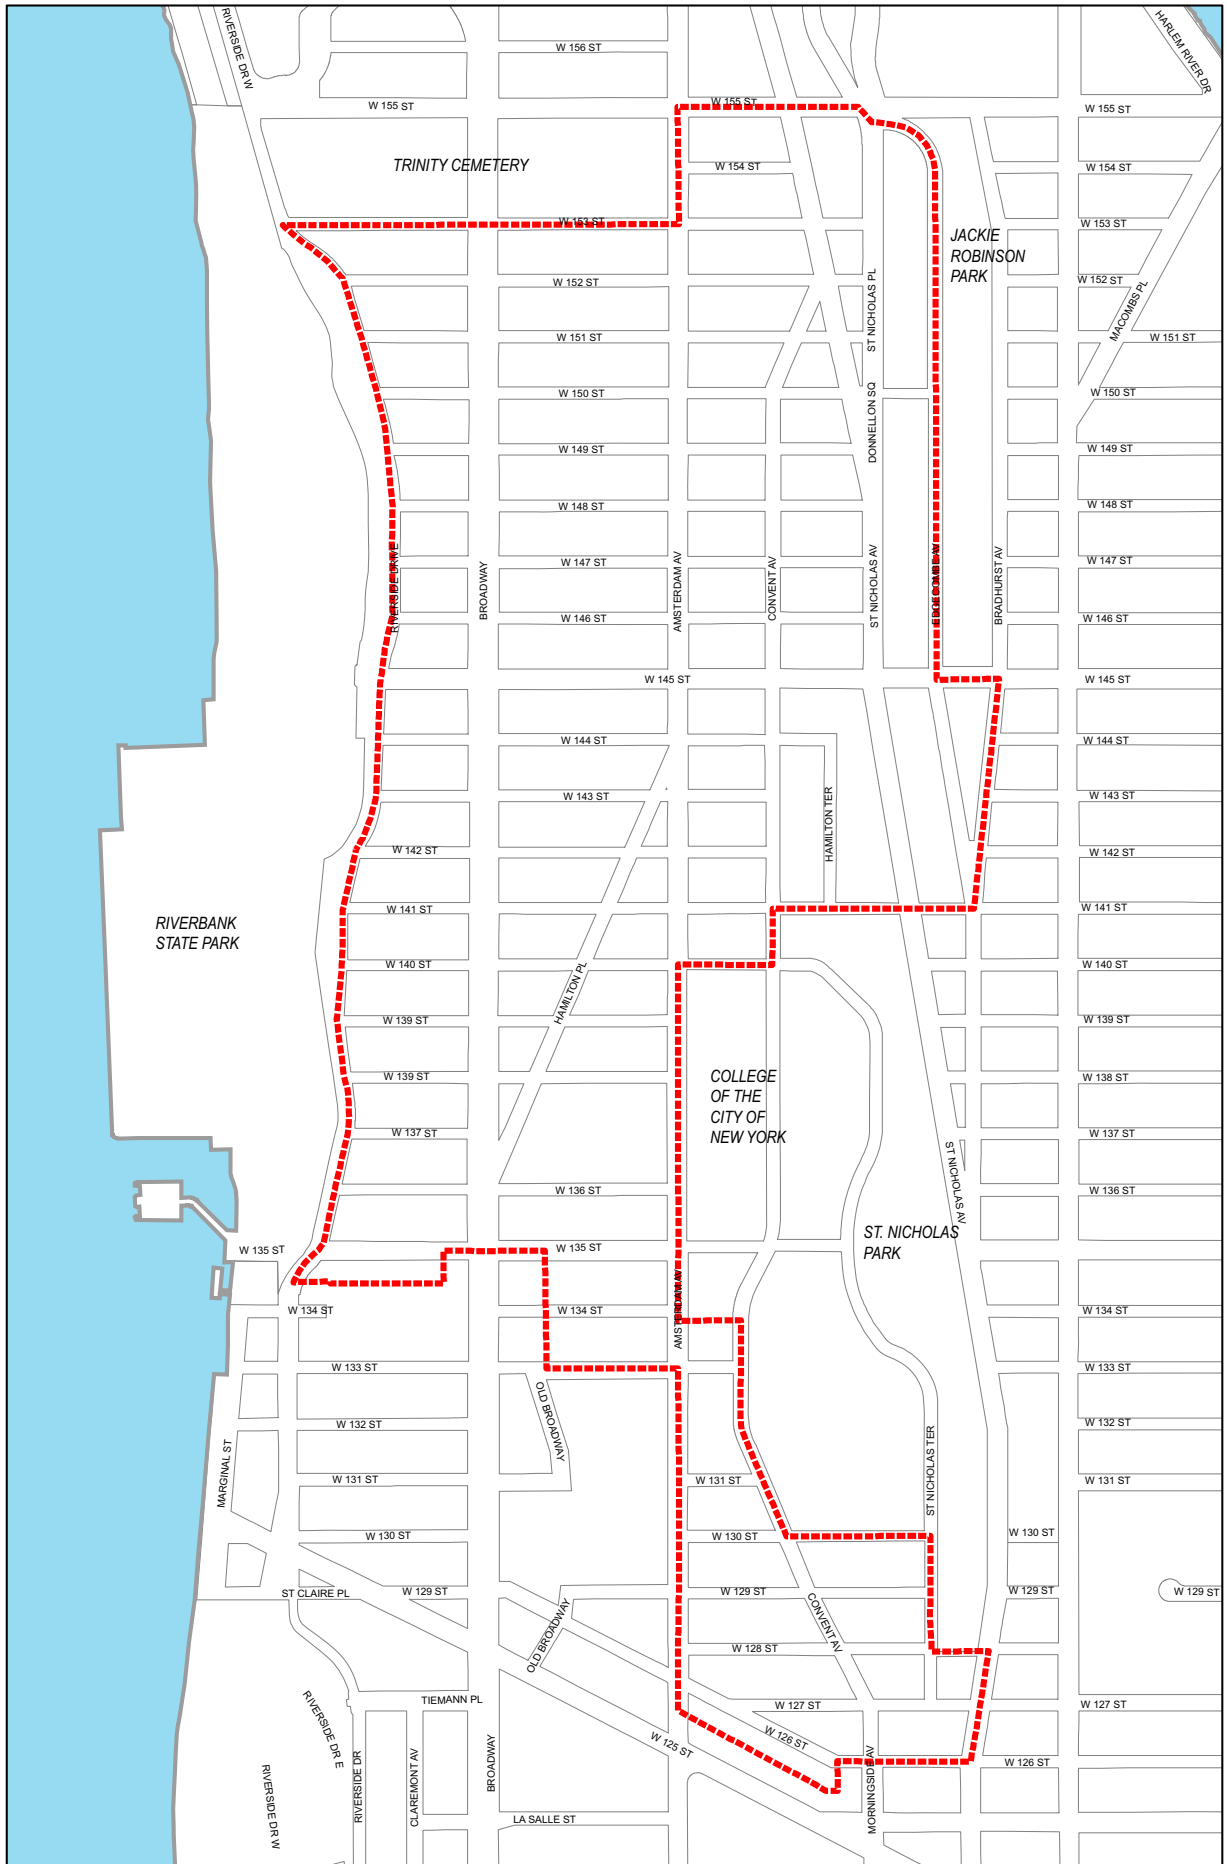 RIVERSIDE DR W
HARLEM RIVER DR
W 156 ST
W 155 ST
W 155 ST
W 155 ST
TRINITY CEMETERY
W 154 ST
W 154 ST
W 153 ST
W 153 ST
JACKIE
ROBINSON
PARK
W 152 ST
W 152 ST
ST NICHOLAS PL
MACOMBS PL
W 151 ST
W 151 ST
W 150 ST
W 150 ST
DONNELLON SQ
W 149 ST
W 149 ST
W 148 ST
W 148 ST
RIVERSIDE DRIVE
BROADWAY
W 147 ST
AMSTERDAM AV
CONVENT AV
ST NICHOLAS AV
EDGECOMBE AV
BRADHURST AV
W 147 ST
W 146 ST
W 146 ST
W 145 ST
W 145 ST
W 144 ST
W 144 ST
W 143 ST
W 143 ST
HAMILTON TER
W 142 ST
W 142 ST
W 141 ST
W 141 ST
RIVERBANK
STATE PARK
W 140 ST
W 140 ST
HAMILTON PL
W 139 ST
W 139 ST
W 139 ST
W 138 ST
COLLEGE
OF THE
CITY OF
NEW YORK
W 137 ST
W 137 ST
ST NICHOLAS AV
W 136 ST
W 136 ST
ST. NICHOLAS
PARK
W 135 ST
W 135 ST
AMSTERDAM AV
W 134 ST
W 134 ST
W 134 ST
W 133 ST
W 133 ST
OLD BROADWAY
W 132 ST
W 132 ST
MARGINAL ST
W 131 ST
W 131 ST
W 131 ST
ST NICHOLAS TER
W 130 ST
W 130 ST
W 130 ST
ST CLAIRE PL
W 129 ST
W 129 ST
W 129 ST
W 129 ST
CONVENT AV
OLD BROADWAY
W 128 ST
TIEMANN PL
W 127 ST
W 127 ST
RIVERSIDE DR E
W 125 ST
W 126 ST
W 126 ST
RIVERSIDE DR W
RIVERSIDE DR
CLAREMONT AV
BROADWAY
MORNINGSIDE AV
LA SALLE ST